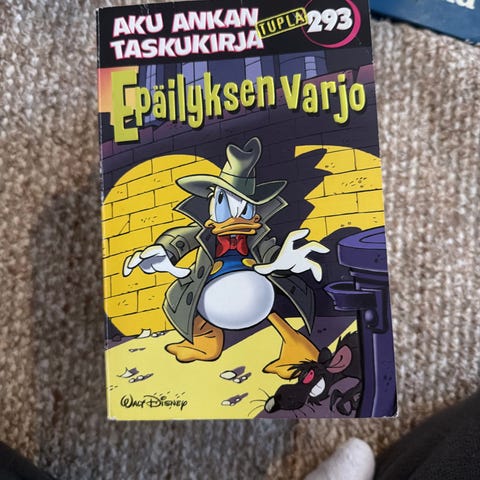 AKU ANKAN
TASKUKIRJA
TUPLA
293
Epäilyksen varjo
WALT DISNEY